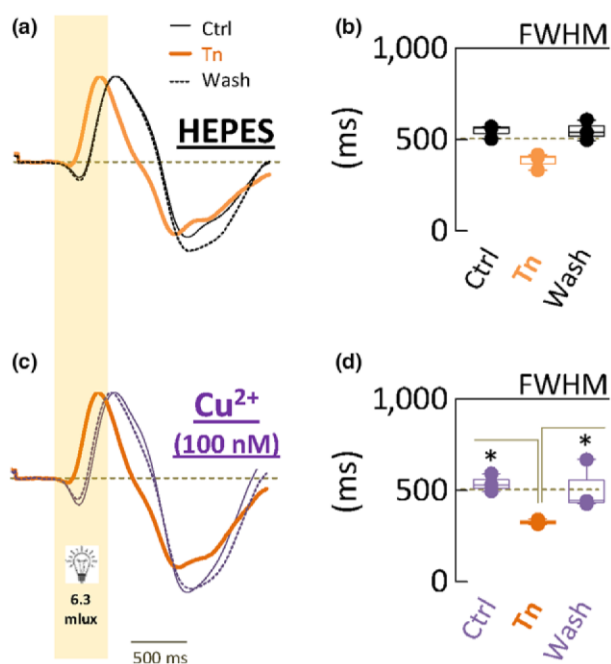 (a)
Ctrl
Tn
Wash
HEPES
(b)
FWHM
1,000
500
0
(ms)
Ctrl
Tn
Wash
(c)
Cu²⁺
(100 nM)
6.3
mlux
500 ms
(d)
FWHM
1,000
* *
500
0
(ms)
Ctrl
Tn
Wash